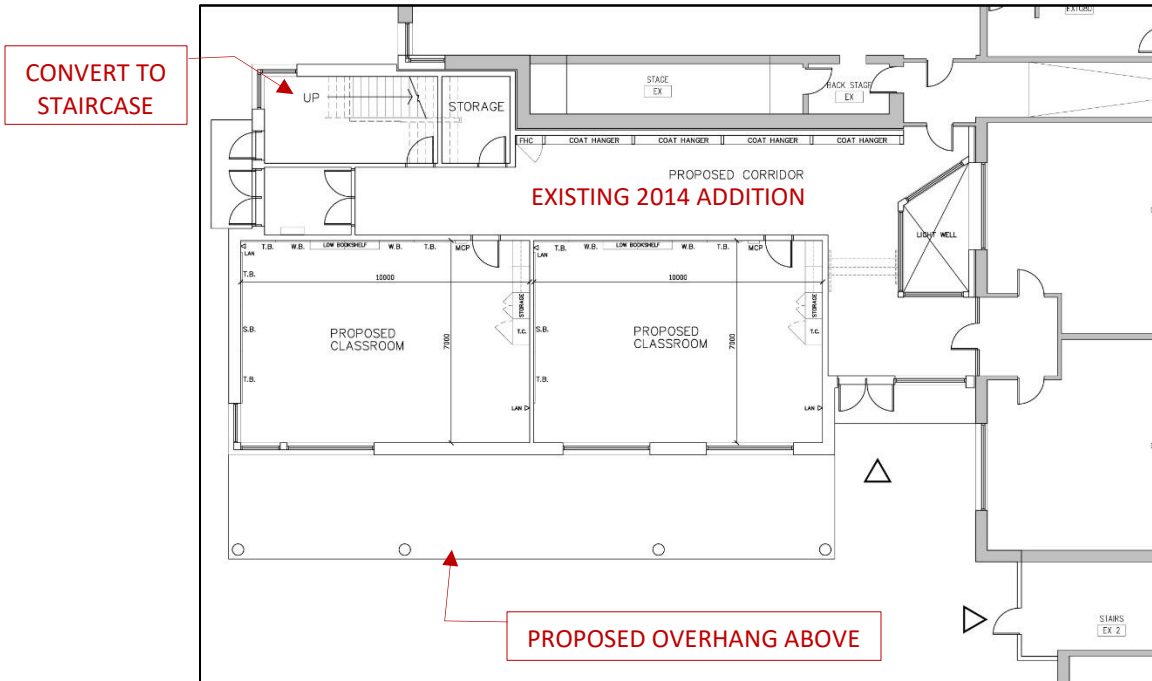 EXTGBD
CONVERT TO
STAIRCASE
STAGE
EX
BACK STAGE
EX
UP
STORAGE
FHC
COAT HANGER
COAT HANGER
COAT HANGER
COAT HANGER
PROPOSED CORRIDOR
EXISTING 2014 ADDITION
LIGHT WELL
T.B. W.B. LOW BOOKSHELF W.B. T.B. MCP
T.B. W.B. LOW BOOKSHELF W.B. T.B. MCP
LAN
LAN
T.B.
10000
10000
STORAGE
STORAGE
S.B.
PROPOSED
CLASSROOM
7000
T.C.
S.B.
PROPOSED
CLASSROOM
7000
T.C.
T.B.
T.B.
LAN
LAN
PROPOSED OVERHANG ABOVE
STAIRS
EX 2